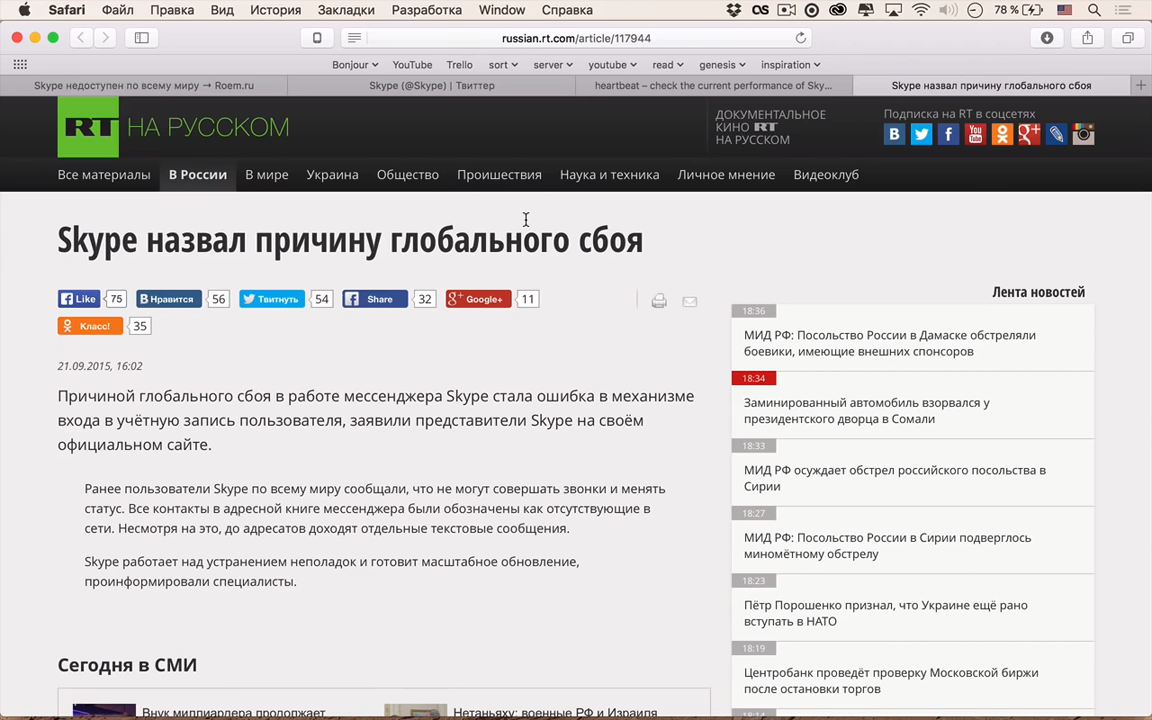 Safari Файл Правка Вид История Закладки Разработка Window Справка 78 %
russian.rt.com/article/117944
Bonjour YouTube Trello sort server youtube read genesis inspiration
Skype недоступен по всему миру → Roem.ru Skype (@Skype) | Твиттер heartbeat – check the current performance of Sky... Skype назвал причину глобального сбоя
RT НА РУССКОМ
ДОКУМЕНТАЛЬНОЕ
КИНО RT
НА РУССКОМ
Подписка на RT в соцсетях
Все материалы В России В мире Украина Общество Проишествия Наука и техника Личное мнение Видеоклуб
Skype назвал причину глобального сбоя
Like 75 Нравится 56 Твитнуть 54 Share 32 Google+ 11
Класс! 35
21.09.2015, 16:02
Причиной глобального сбоя в работе мессенджера Skype стала ошибка в механизме
входа в учётную запись пользователя, заявили представители Skype на своём
официальном сайте.
Ранее пользователи Skype по всему миру сообщали, что не могут совершать звонки и менять
статус. Все контакты в адресной книге мессенджера были обозначены как отсутствующие в
сети. Несмотря на это, до адресатов доходят отдельные текстовые сообщения.
Skype работает над устранением неполадок и готовит масштабное обновление,
проинформировали специалисты.
Сегодня в СМИ
Внук миллиардера продолжает
Нетаньяху: военные РФ и Израиля
Лента новостей
18:36
МИД РФ: Посольство России в Дамаске обстреляли
боевики, имеющие внешних спонсоров
18:34
Заминированный автомобиль взорвался у
президентского дворца в Сомали
18:33
МИД РФ осуждает обстрел российского посольства в
Сирии
18:27
МИД РФ: Посольство России в Сирии подверглось
миномётному обстрелу
18:23
Пётр Порошенко признал, что Украине ещё рано
вступать в НАТО
18:19
Центробанк проведёт проверку Московской биржи
после остановки торгов
18:14